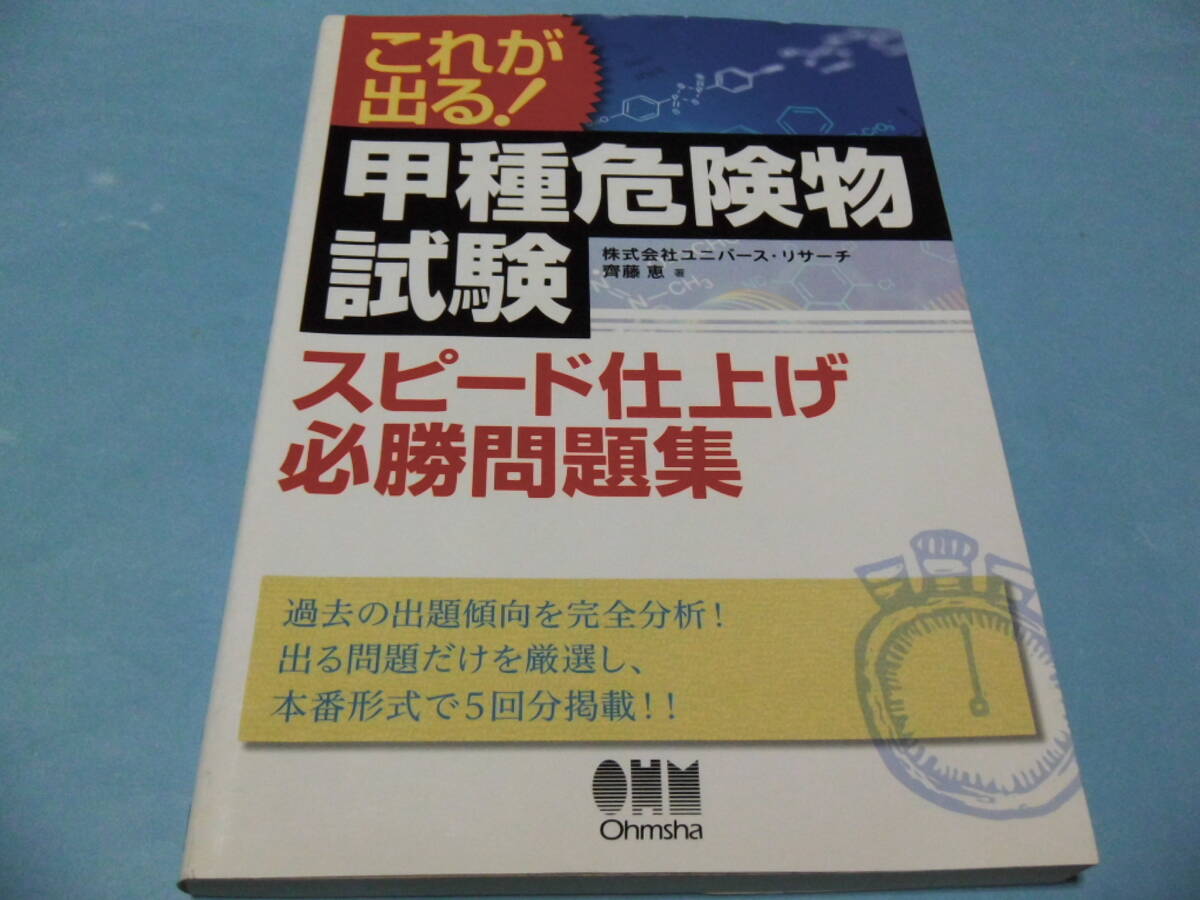 これが
出る!
甲種危険物
試験
株式会社ユニバース・リサーチ
齊藤 恵 著
スピード仕上げ
必勝問題集
過去の出題傾向を完全分析!
出る問題だけを厳選し、
本番形式で5回分掲載!!
OHM
Ohmsha